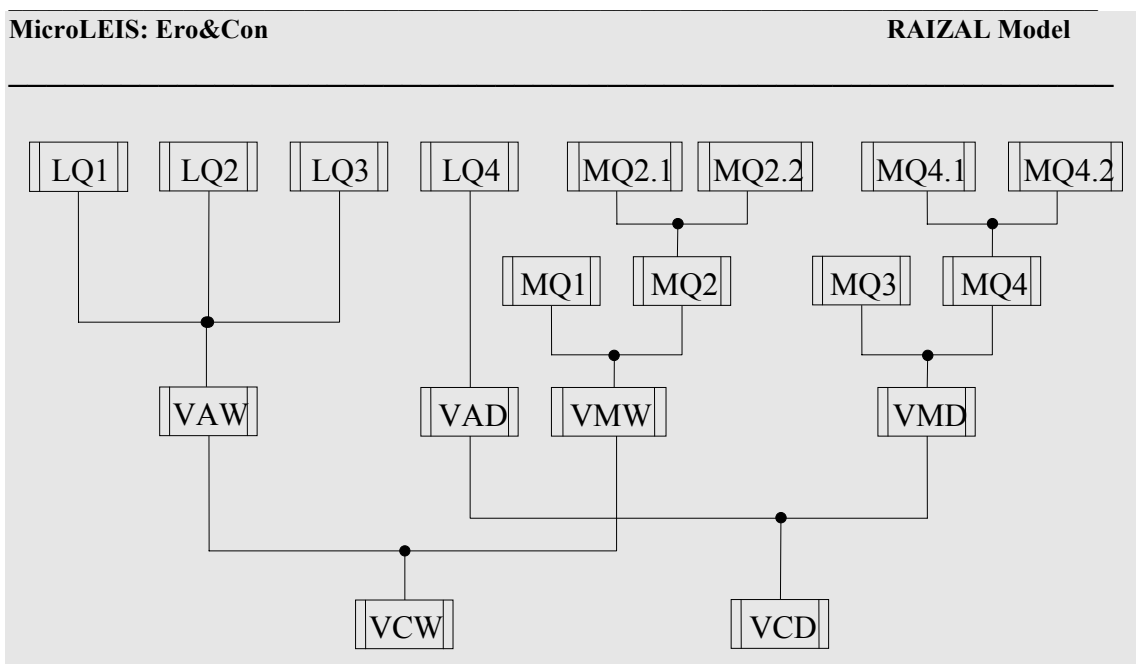 MicroLEIS: Ero&Con RAIZAL Model
LQ1 LQ2 LQ3 LQ4 MQ2.1 MQ2.2 MQ4.1 MQ4.2
MQ1 MQ2 MQ3 MQ4
VAW VAD VMW VMD
VCW VCD